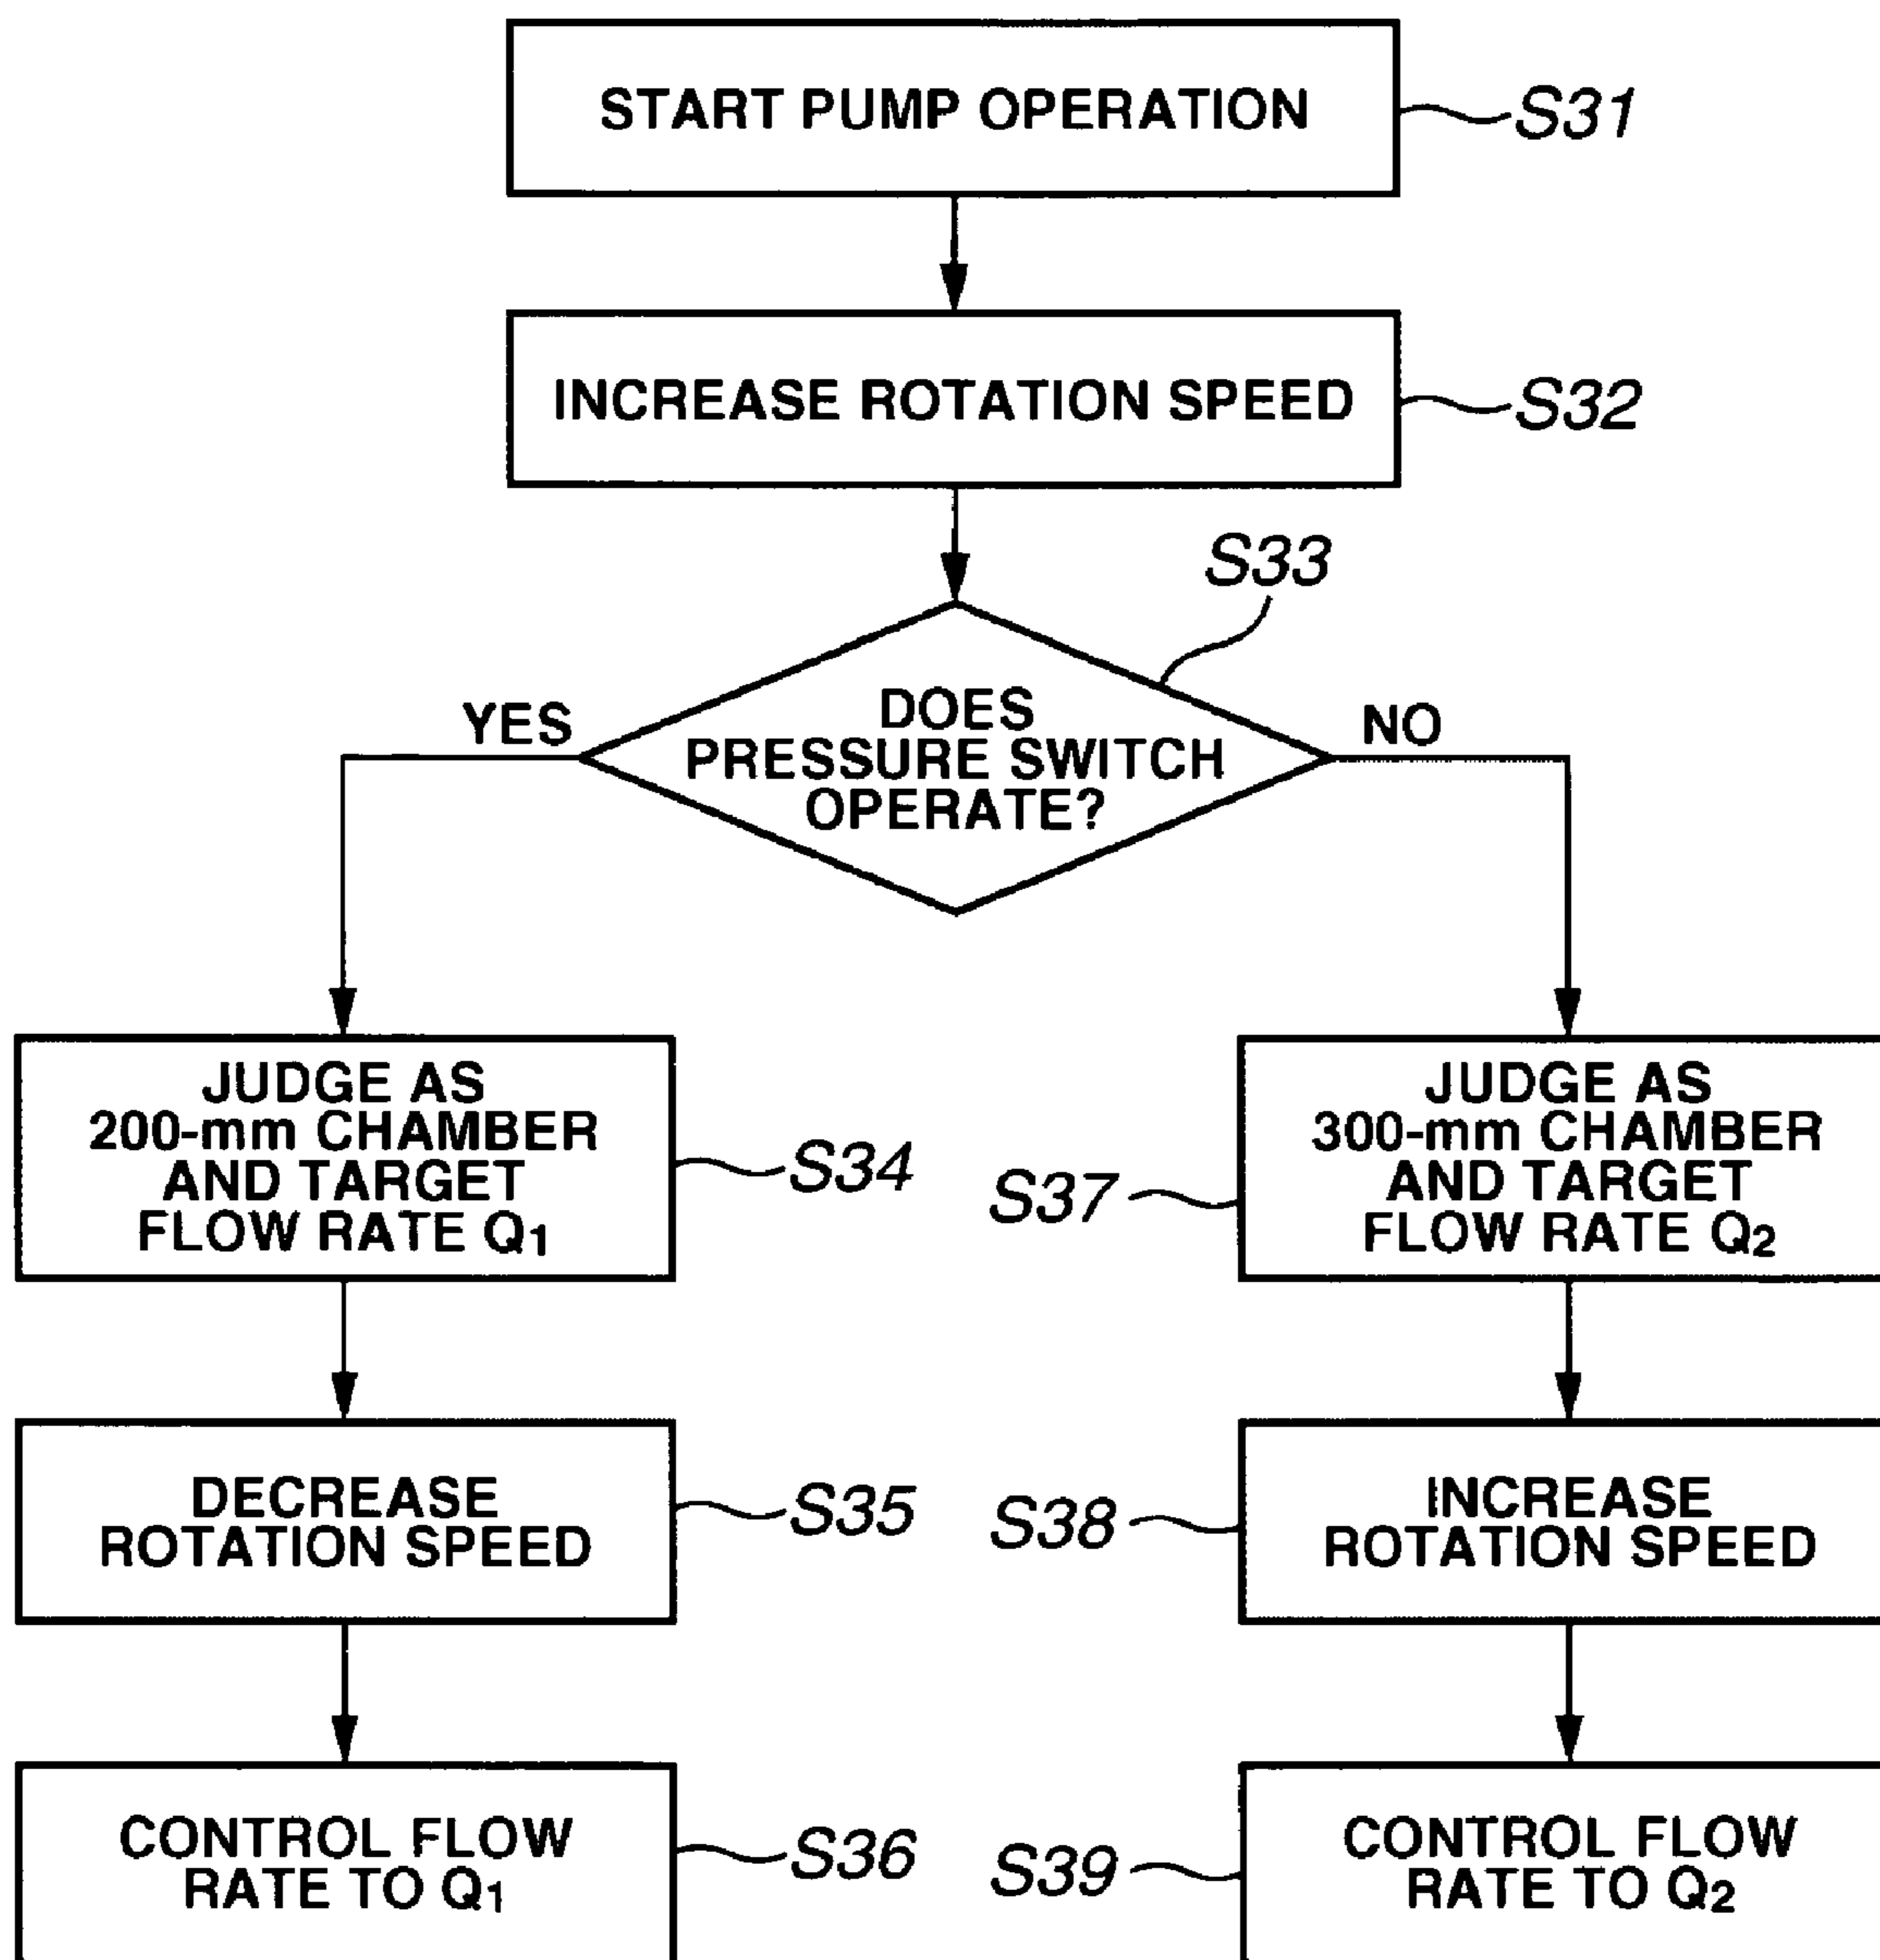 START PUMP OPERATION
S31
INCREASE ROTATION SPEED
S32
S33
DOES
PRESSURE SWITCH
OPERATE?
YES
NO
JUDGE AS
200-mm CHAMBER
AND TARGET
FLOW RATE Q1
S34
S37
JUDGE AS
300-mm CHAMBER
AND TARGET
FLOW RATE Q2
DECREASE
ROTATION SPEED
S35
S38
INCREASE
ROTATION SPEED
CONTROL FLOW
RATE TO Q1
S36
S39
CONTROL FLOW
RATE TO Q2